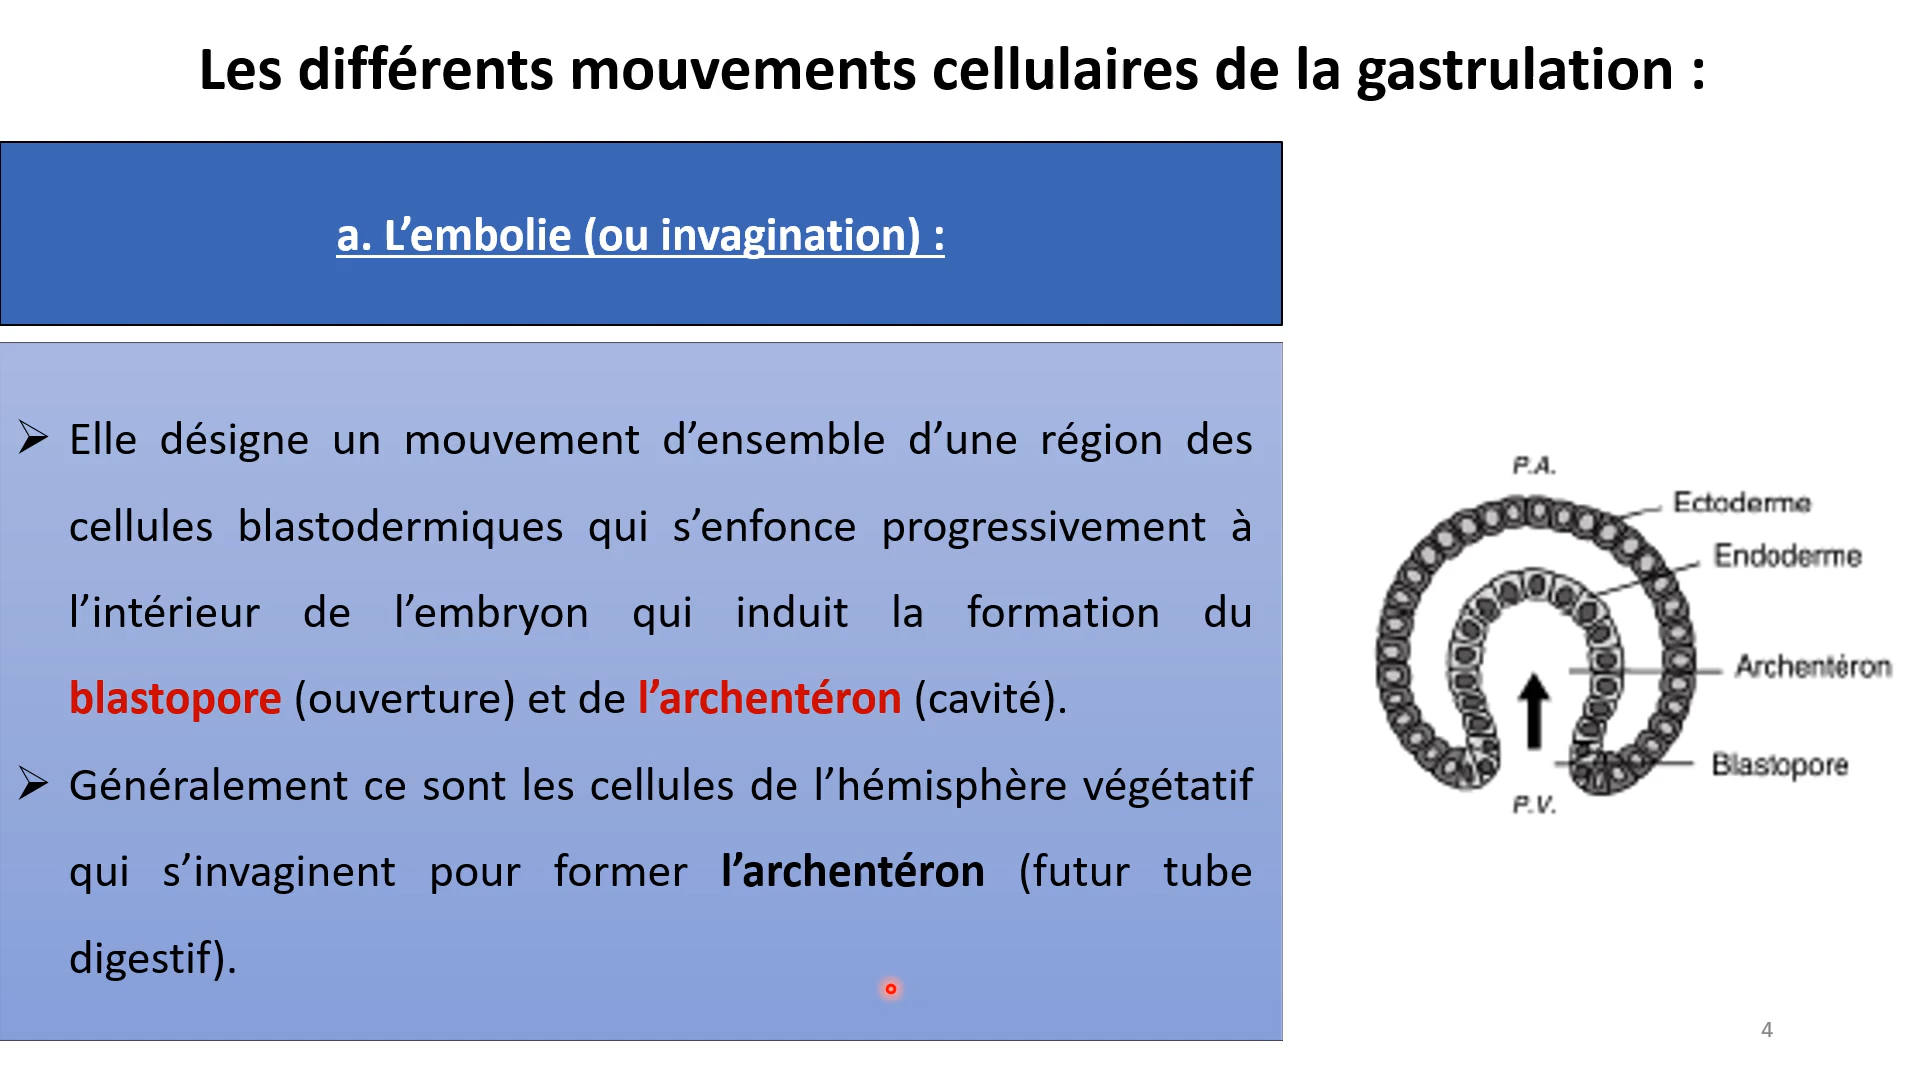 Les différents mouvements cellulaires de la gastrulation :
a. L’embolie (ou invagination) :
➢ Elle désigne un mouvement d’ensemble d’une région des
cellules blastodermiques qui s’enfonce progressivement à
l’intérieur de l’embryon qui induit la formation du
blastopore (ouverture) et de l’archentéron (cavité).
➢ Généralement ce sont les cellules de l’hémisphère végétatif
qui s’invaginent pour former l’archentéron (futur tube
digestif).
P.A.
Ectoderme
Endoderme
Archentéron
Blastopore
P.V.
4